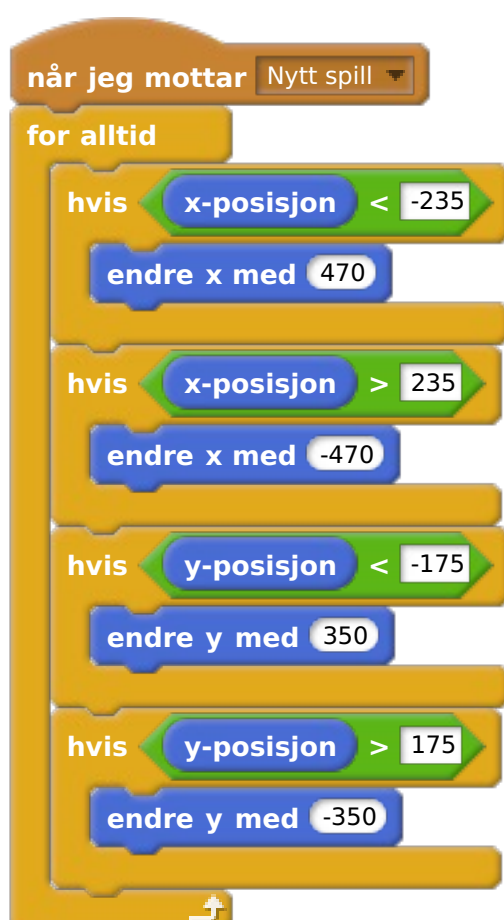 når jeg mottar Nytt spill
for alltid
hvis x-posisjon < -235
endre x med 470
hvis x-posisjon > 235
endre x med -470
hvis y-posisjon < -175
endre y med 350
hvis y-posisjon > 175
endre y med -350